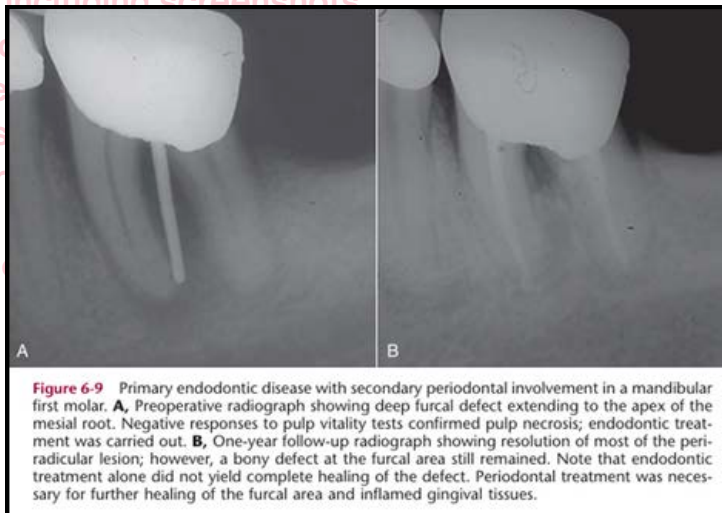 including screenshots
A
B
Figure 6-9 Primary endodontic disease with secondary periodontal involvement in a mandibular
first molar. A, Preoperative radiograph showing deep furcal defect extending to the apex of the
mesial root. Negative responses to pulp vitality tests confirmed pulp necrosis; endodontic treat-
ment was carried out. B, One-year follow-up radiograph showing resolution of most of the peri-
radicular lesion; however, a bony defect at the furcal area still remained. Note that endodontic
treatment alone did not yield complete healing of the defect. Periodontal treatment was neces-
sary for further healing of the furcal area and inflamed gingival tissues.